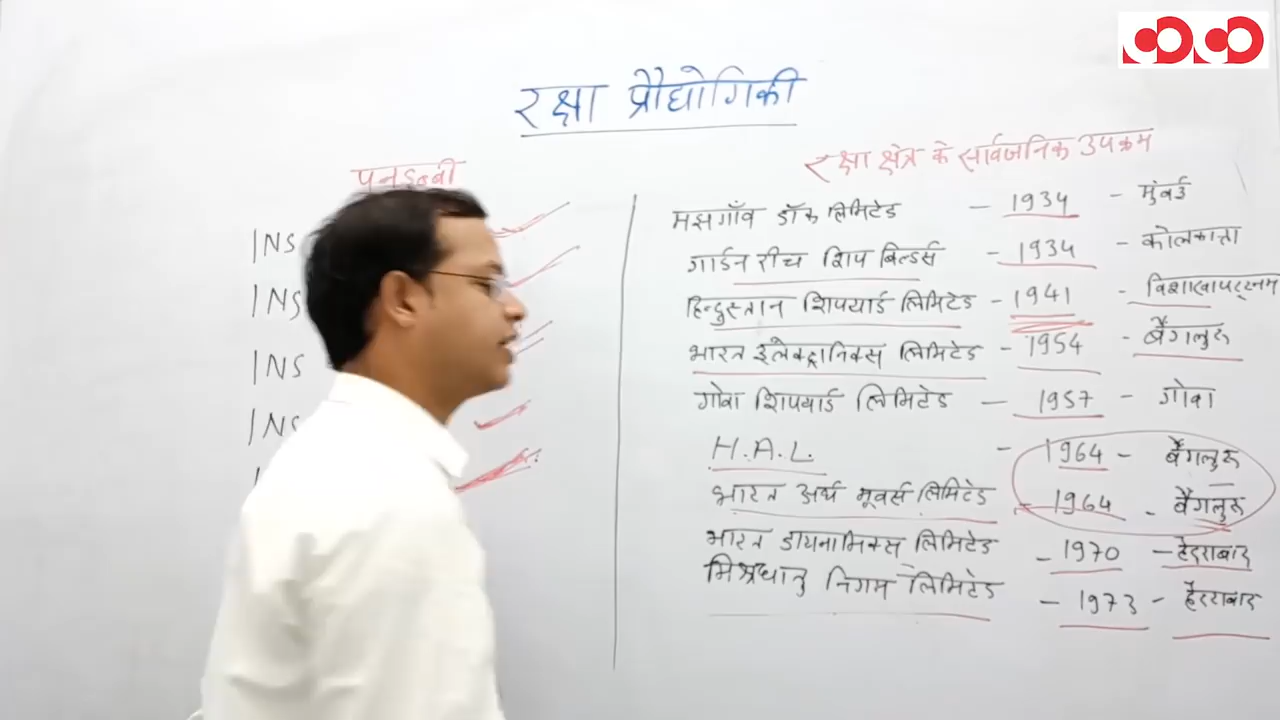 रक्षा प्रौद्योगिकी
पनडुब्बी
INS
INS
INS
INS
रक्षा क्षेत्र के सार्वजनिक उपक्रम
मझगाँव डॉक लिमिटेड - 1934 - मुंबई
गार्डन रीच शिप बिल्डर्स - 1934 - कोलकाता
हिन्दुस्तान शिपयार्ड लिमिटेड - 1941 - विशाखापट्टनम
भारत इलेक्ट्रानिक्स लिमिटेड - 1954 - बैंगलुरू
गोवा शिपयार्ड लिमिटेड - 1957 - गोवा
H.A.L. - 1964 - बैंगलुरू
भारत अर्थ मूवर्स लिमिटेड - 1964 - बैंगलुरू
भारत डायनामिक्स लिमिटेड - 1970 - हैदराबाद
मिश्रधातु निगम लिमिटेड - 1973 - हैदराबाद